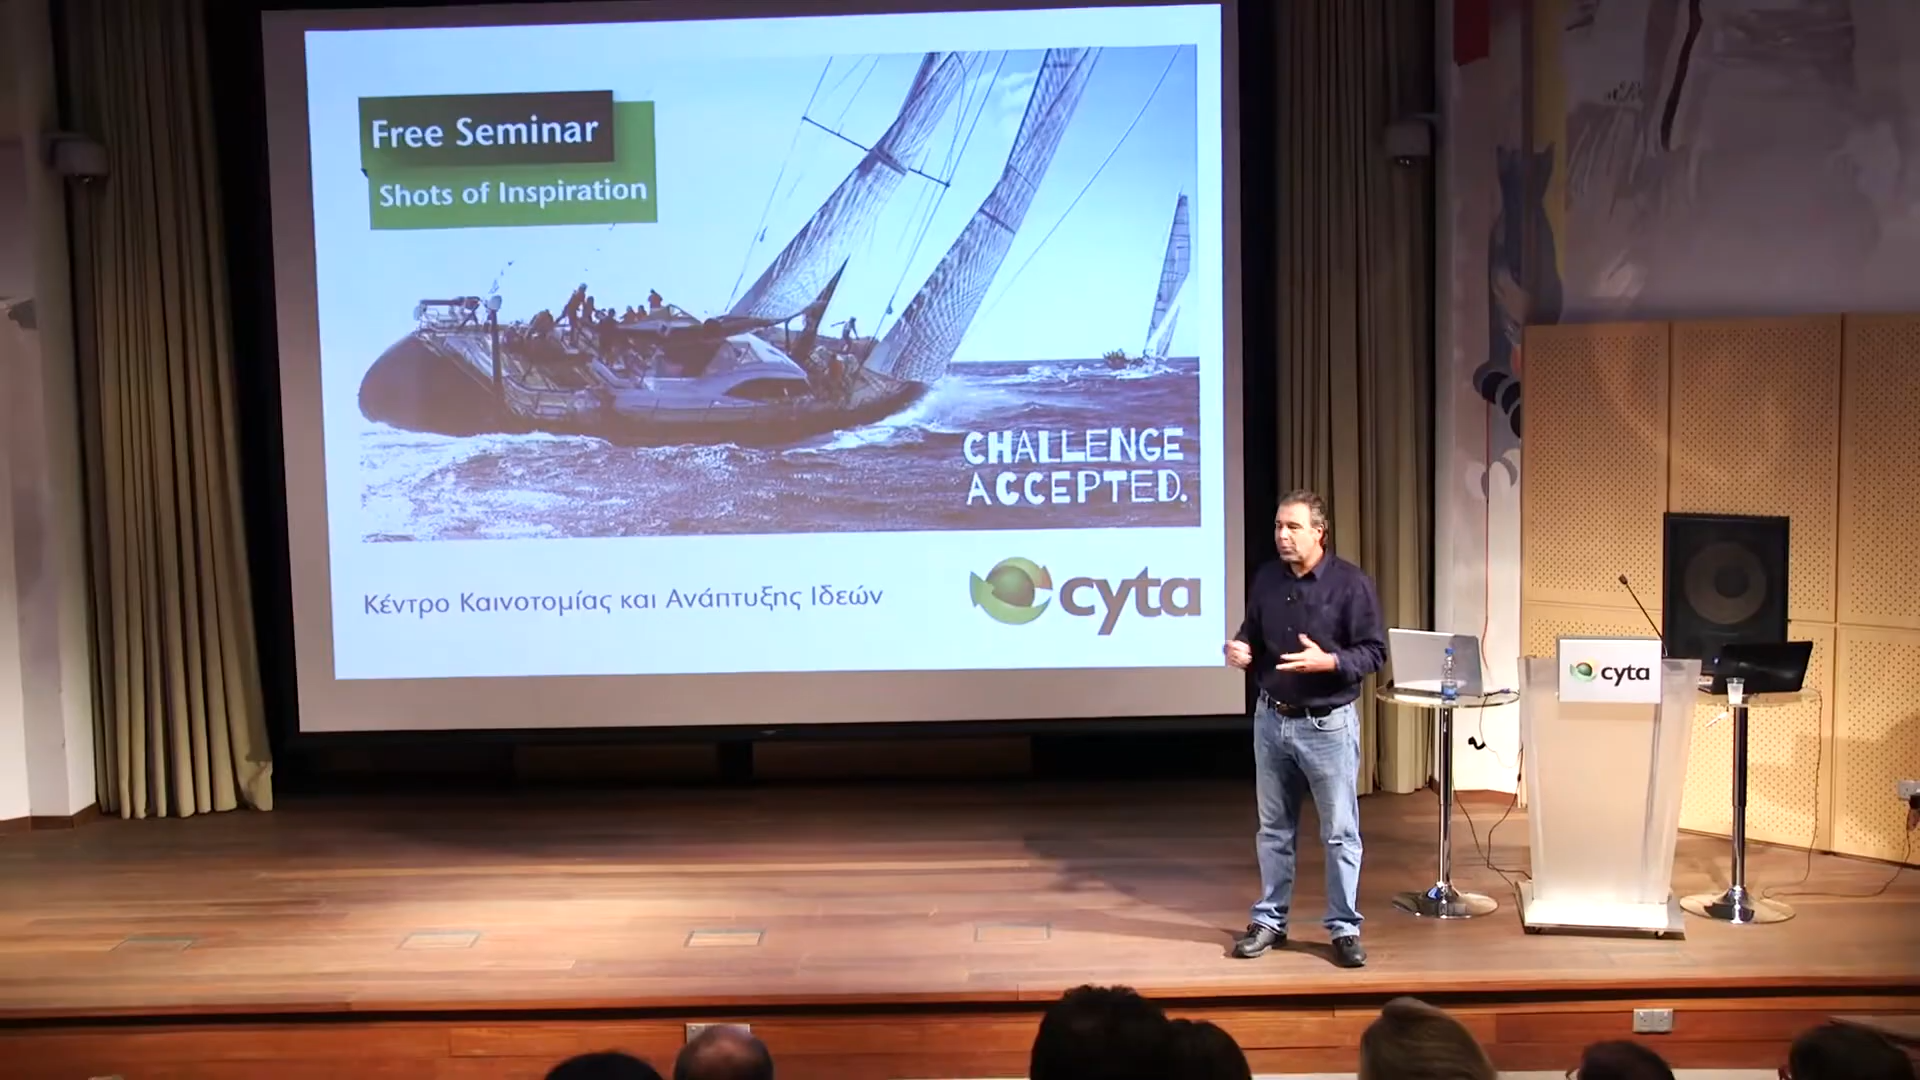 Free Seminar
Shots of Inspiration
CHALLENGE
ACCEPTED.
Κέντρο Καινοτομίας και Ανάπτυξης Ιδεών
cyta
cyta